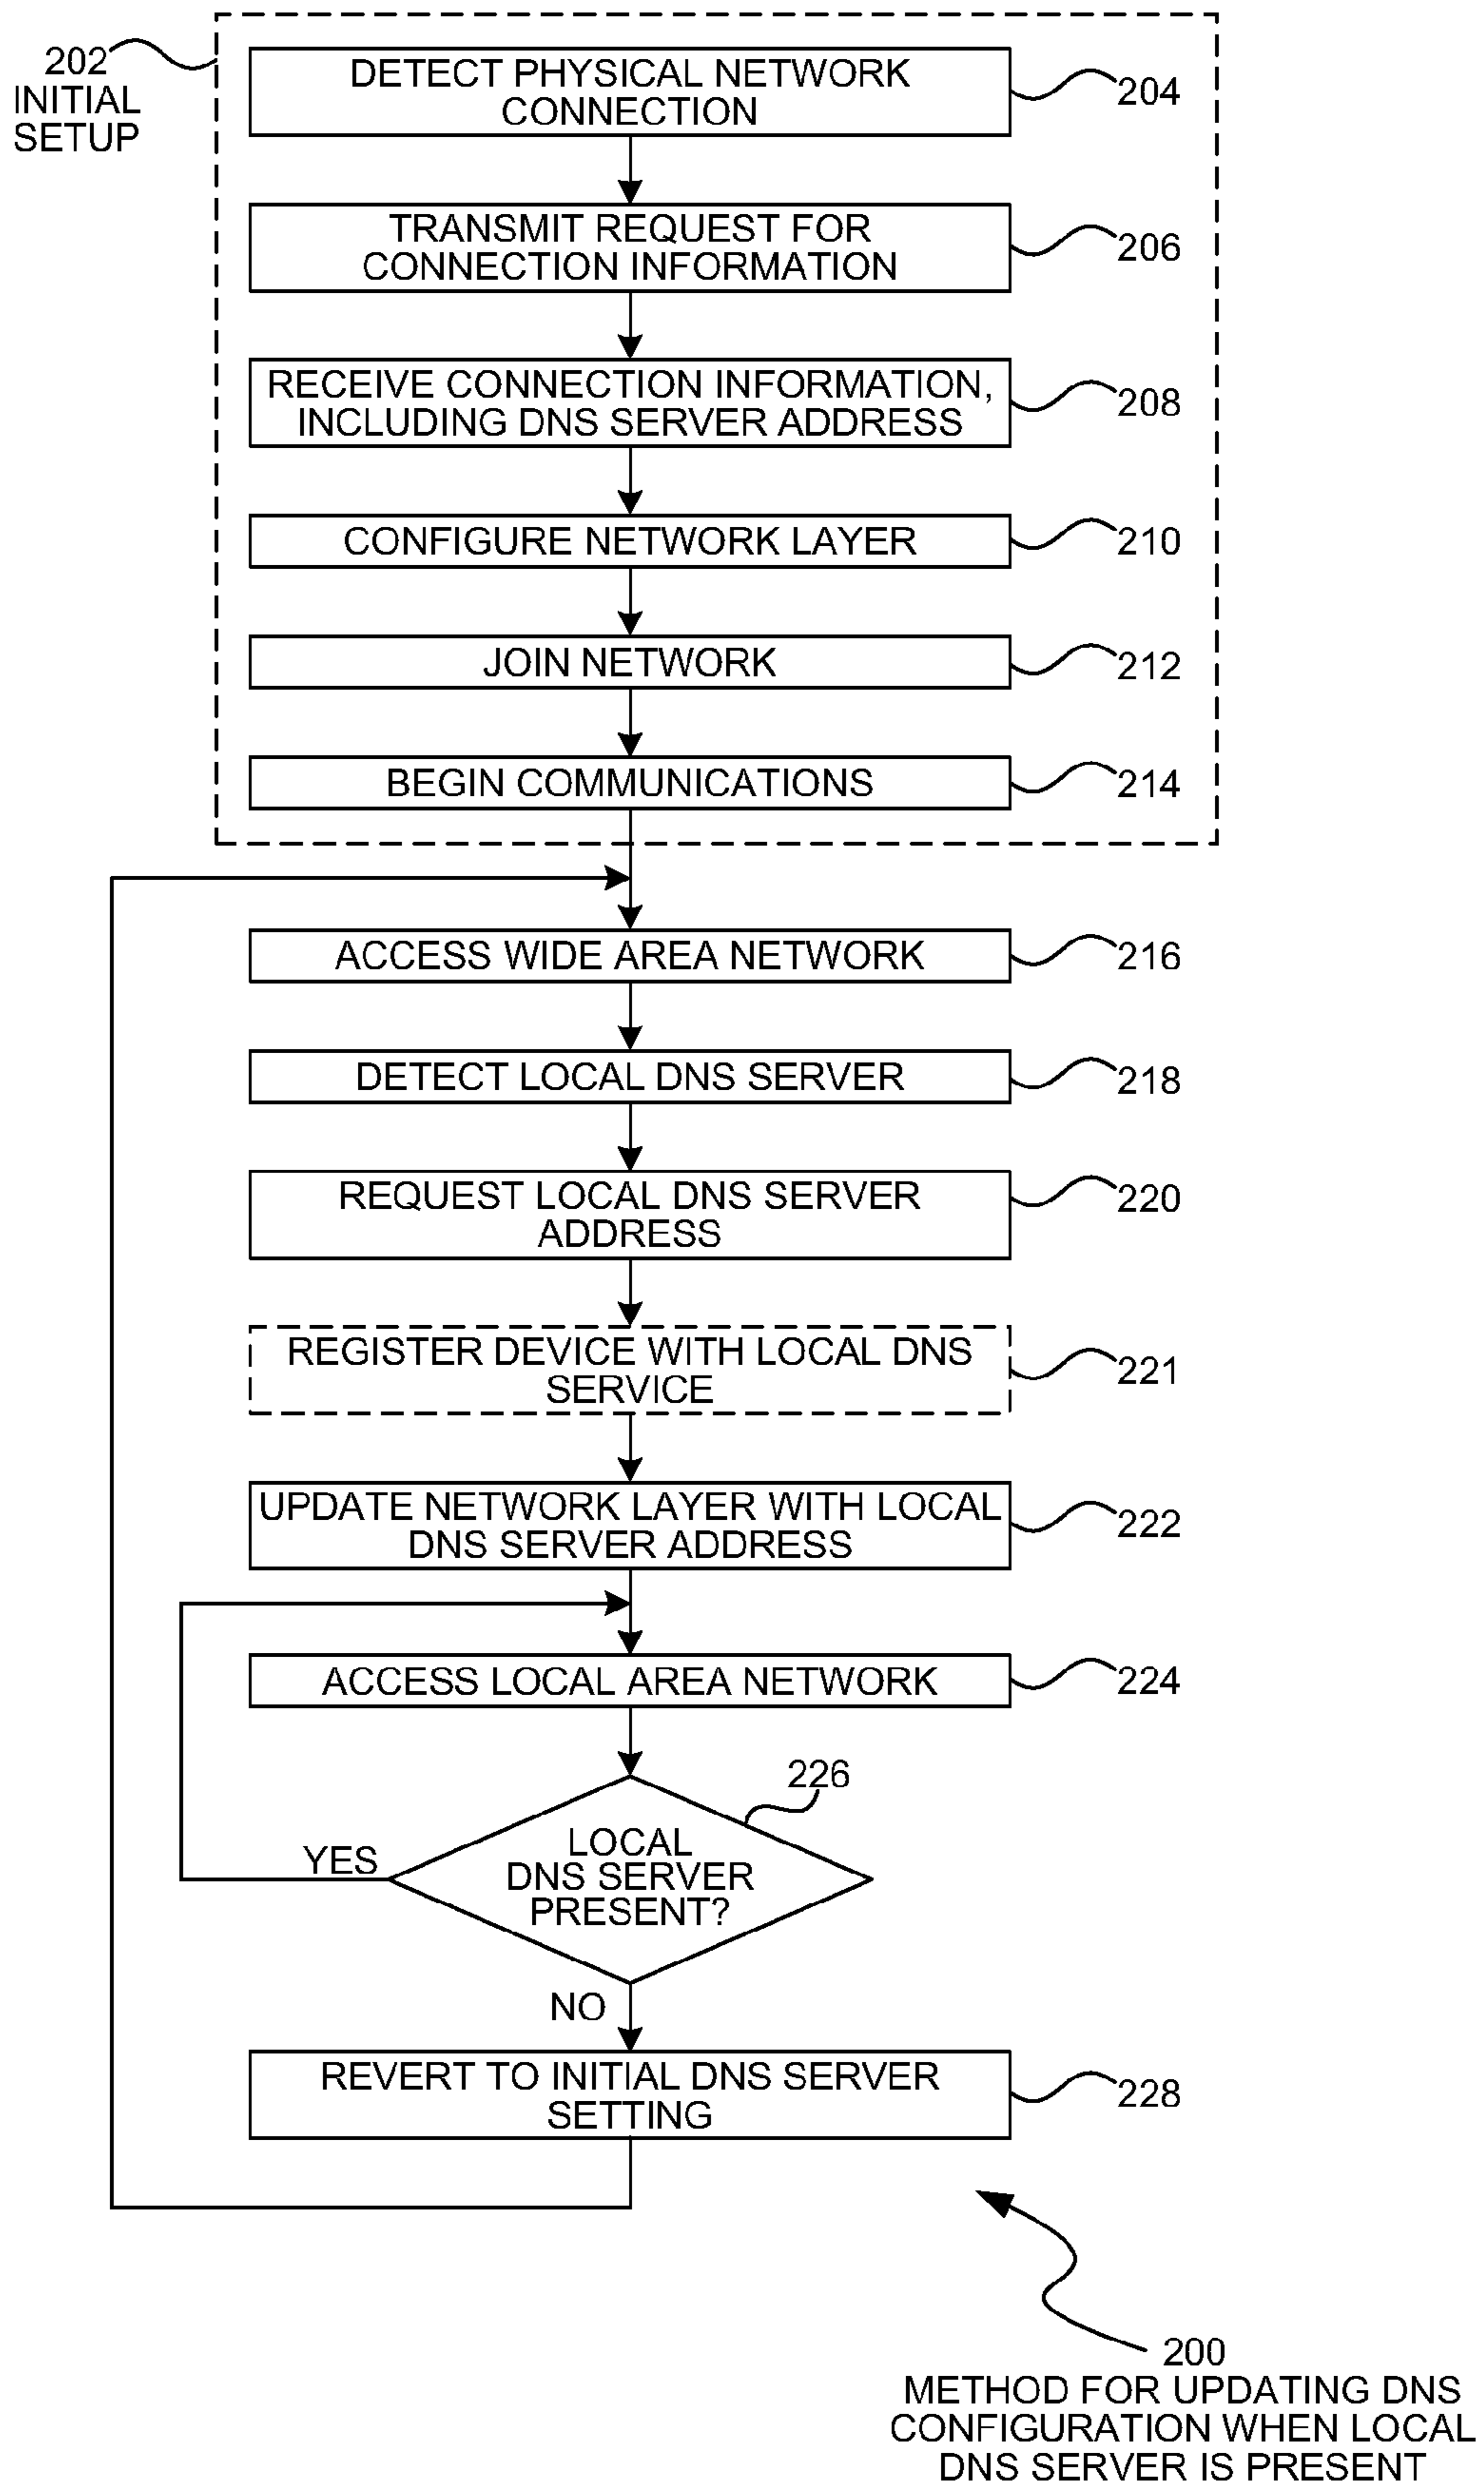 202
INITIAL
SETUP
DETECT PHYSICAL NETWORK
CONNECTION
204
TRANSMIT REQUEST FOR
CONNECTION INFORMATION
206
RECEIVE CONNECTION INFORMATION,
INCLUDING DNS SERVER ADDRESS
208
CONFIGURE NETWORK LAYER
210
JOIN NETWORK
212
BEGIN COMMUNICATIONS
214
ACCESS WIDE AREA NETWORK
216
DETECT LOCAL DNS SERVER
218
REQUEST LOCAL DNS SERVER
ADDRESS
220
REGISTER DEVICE WITH LOCAL DNS
SERVICE
221
UPDATE NETWORK LAYER WITH LOCAL
DNS SERVER ADDRESS
222
ACCESS LOCAL AREA NETWORK
224
226
LOCAL
DNS SERVER
PRESENT?
YES
NO
REVERT TO INITIAL DNS SERVER
SETTING
228
200
METHOD FOR UPDATING DNS
CONFIGURATION WHEN LOCAL
DNS SERVER IS PRESENT